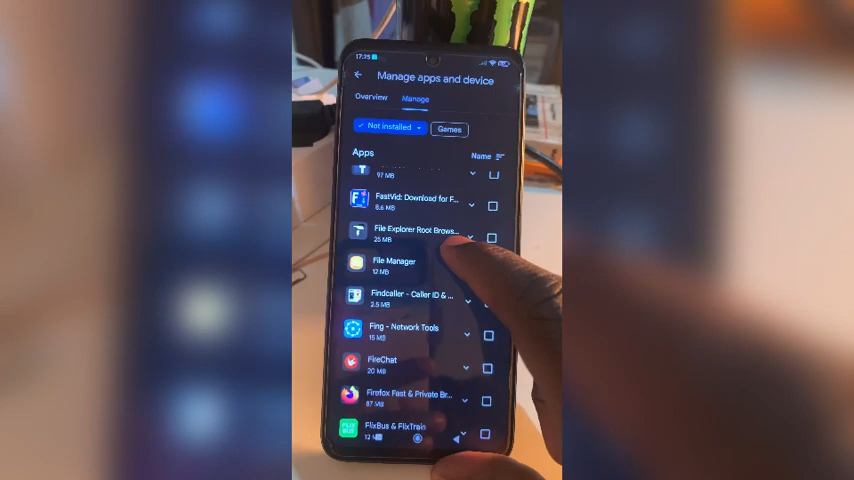 17:25
Manage apps and device
Overview Manage
Not installed Games
Apps Name
97 MB
FastVid: Download for F...
8.6 MB
File Explorer Root Brows...
25 MB
File Manager
12 MB
Findcaller - Caller ID & ...
2.5 MB
Fing - Network Tools
15 MB
FireChat
20 MB
Firefox Fast & Private Br...
87 MB
FlixBus & FlixTrain
FLIX
BUS
12